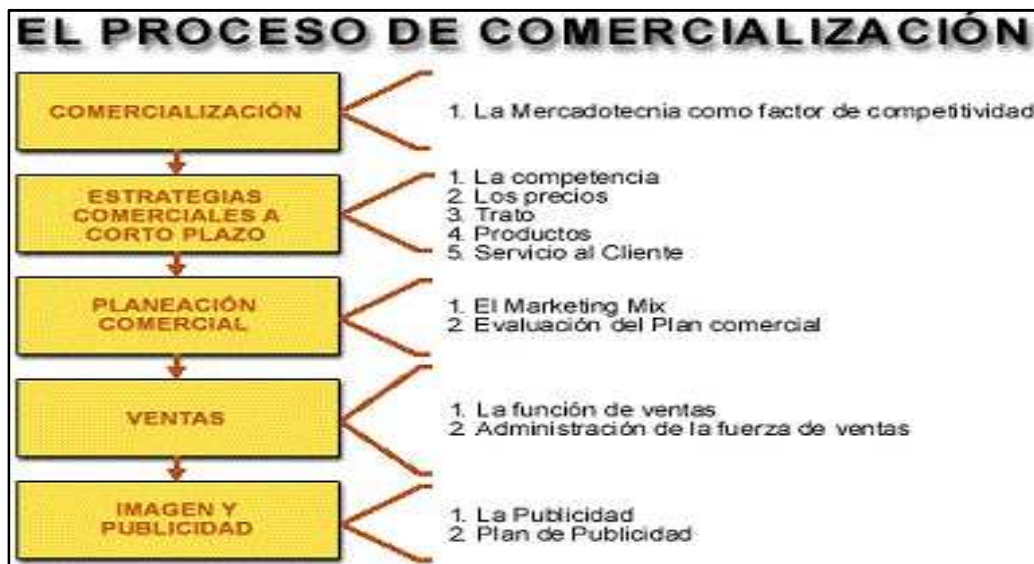 EL PROCESO DE COMERCIALIZACIÓN
COMERCIALIZACIÓN
1. La Mercadotecnia como factor de competitividad
ESTRATEGIAS
COMERCIALES A
CORTO PLAZO
1. La competencia
2. Los precios
3. Trato
4. Productos
5. Servicio al Cliente
PLANEACIÓN
COMERCIAL
1. El Marketing Mix
2. Evaluación del Plan comercial
VENTAS
1. La función de ventas
2. Administración de la fuerza de ventas
IMAGEN Y
PUBLICIDAD
1. La Publicidad
2. Plan de Publicidad